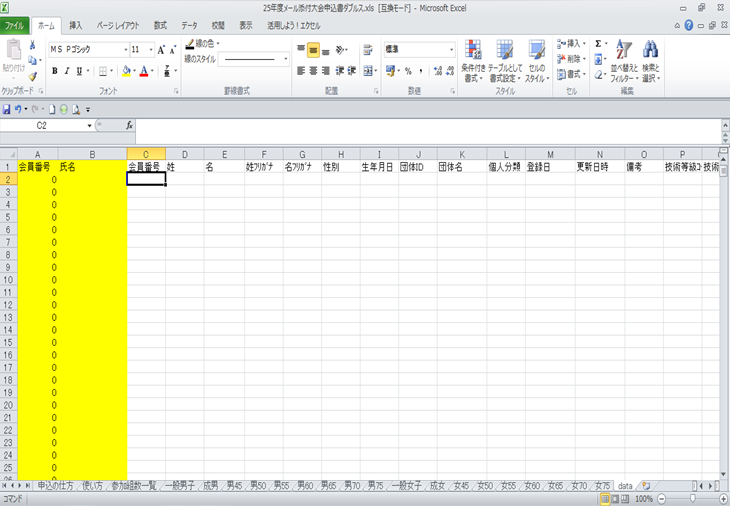 25年度メール添付大会申込書ダブルス.xls [互換モード] - Microsoft Excel
ファイル ホーム 挿入 ページ レイアウト 数式 データ 校閲 表示 活用しよう！エクセル
貼り付け クリップボード
ＭＳ Ｐゴシック 11 A A
B I U A 亜 フォント
線の色
線のスタイル
罫線書式
配置
標準
% , .0 .00 .00 .0
数値
条件付き書式 テーブルとして書式設定 セルのスタイル
スタイル
挿入
削除
書式
セル
Σ
並べ替えとフィルター 検索と選択
編集
C2 fx
A B C D E F G H I J K L M N O P
1 会員番号 氏名 会員番号 姓 名 姓ﾌﾘｶﾞﾅ 名ﾌﾘｶﾞﾅ 性別 生年月日 団体ID 団体名 個人分類 登録日 更新日時 備考 技術等級ｺ 技術
2 0
3 0
4 0
5 0
6 0
7 0
8 0
9 0
10 0
11 0
12 0
13 0
14 0
15 0
16 0
17 0
18 0
19 0
20 0
21 0
22 0
23 0
24 0
25 0
26 0
申込の仕方 使い方 参加組数一覧 一般男子 成男 男45 男50 男55 男60 男65 男70 男75 一般女子 成女 女45 女50 女55 女60 女65 女70 女75 data
コマンド 100%